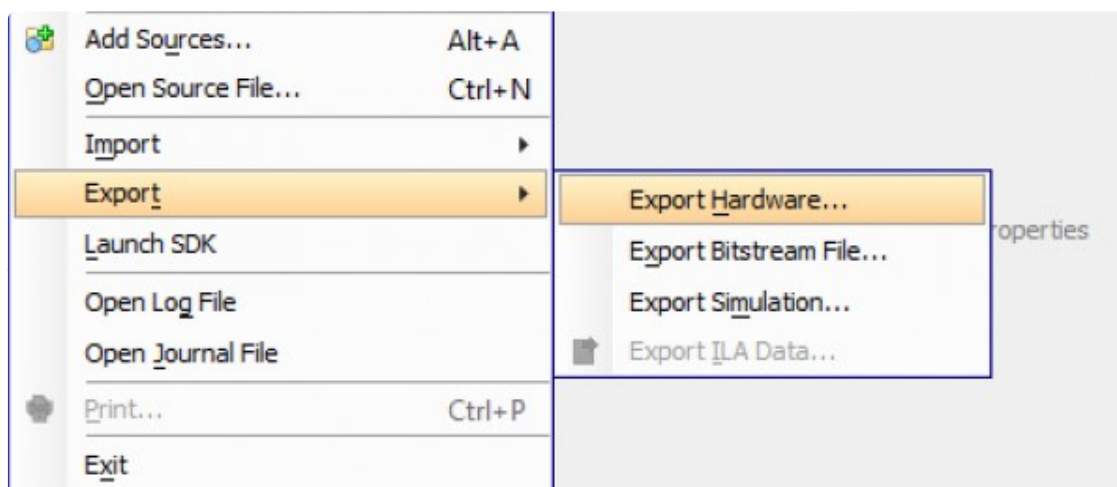 Add Sources... Alt+A
Open Source File... Ctrl+N
Import
Export
Launch SDK
Open Log File
Open Journal File
Print... Ctrl+P
Exit
Export Hardware...
Export Bitstream File...
Export Simulation...
Export ILA Data...
roperties